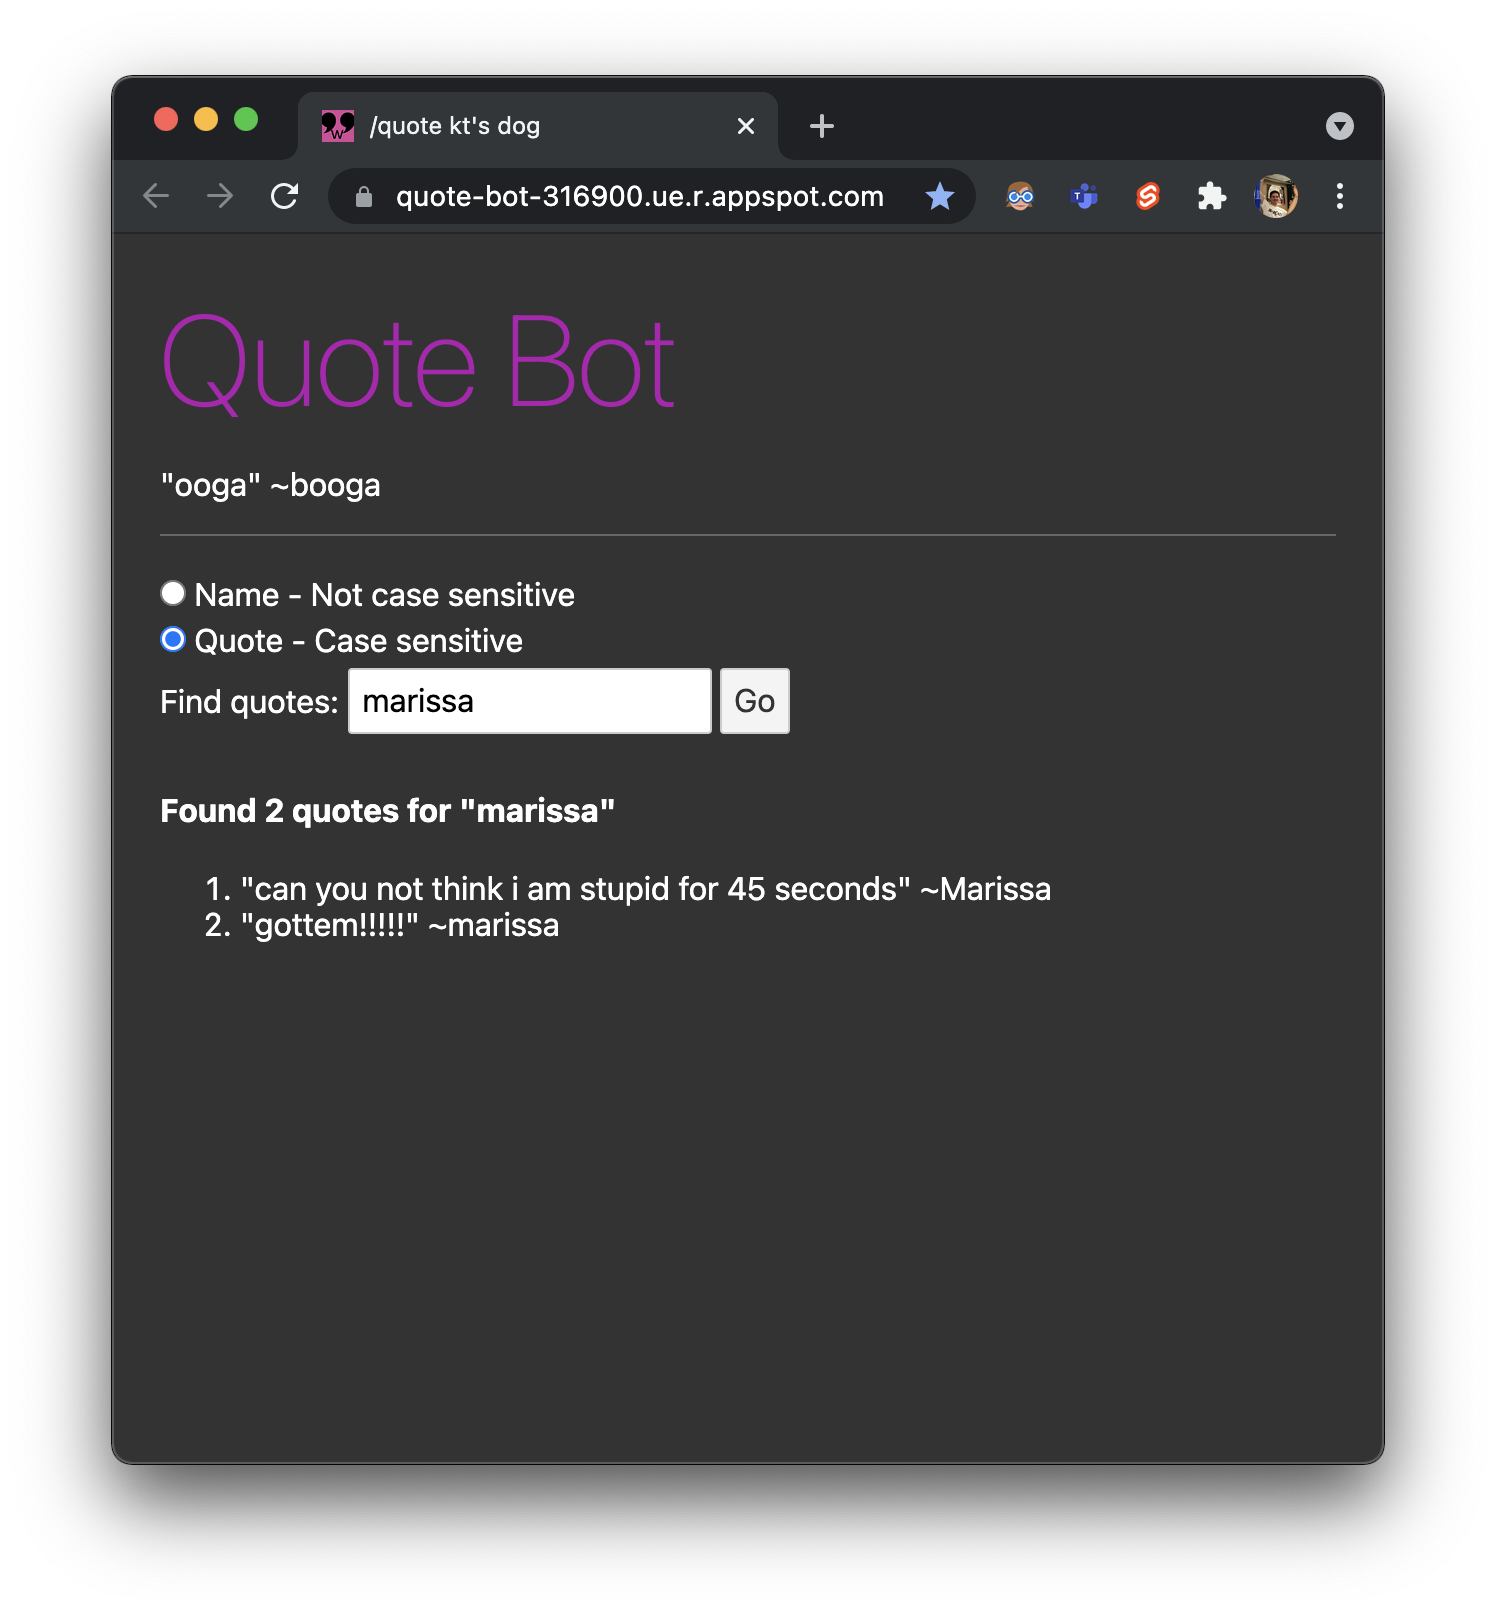 /quote kt's dog
quote-bot-316900.ue.r.appspot.com
Quote Bot
"ooga" ~booga
Name - Not case sensitive
Quote - Case sensitive
Find quotes: marissa Go
Found 2 quotes for "marissa"
1. "can you not think i am stupid for 45 seconds" ~Marissa
2. "gottem!!!!!" ~marissa